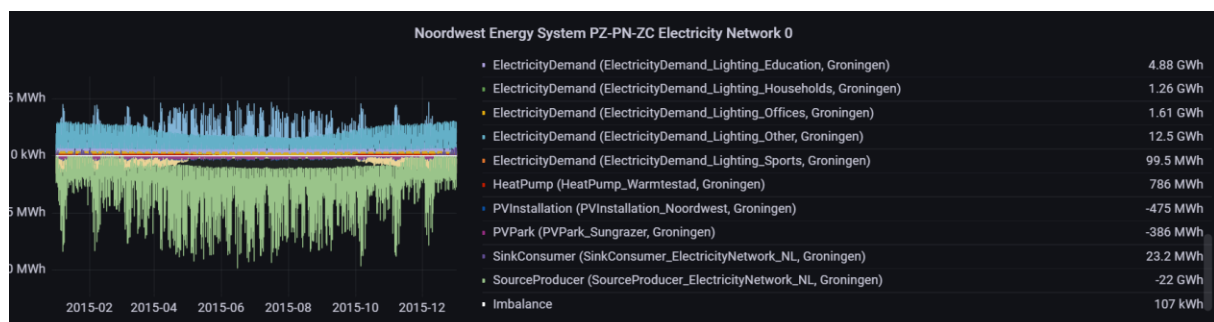 Noordwest Energy System PZ-PN-ZC Electricity Network 0
5 MWh
0 kWh
5 MWh
0 MWh
2015-02 2015-04 2015-06 2015-08 2015-10 2015-12
ElectricityDemand (ElectricityDemand_Lighting_Education, Groningen) 4.88 GWh
ElectricityDemand (ElectricityDemand_Lighting_Households, Groningen) 1.26 GWh
ElectricityDemand (ElectricityDemand_Lighting_Offices, Groningen) 1.61 GWh
ElectricityDemand (ElectricityDemand_Lighting_Other, Groningen) 12.5 GWh
ElectricityDemand (ElectricityDemand_Lighting_Sports, Groningen) 99.5 MWh
HeatPump (HeatPump_Warmtestad, Groningen) 786 MWh
PVInstallation (PVInstallation_Noordwest, Groningen) -475 MWh
PVPark (PVPark_Sungrazer, Groningen) -386 MWh
SinkConsumer (SinkConsumer_ElectricityNetwork_NL, Groningen) 23.2 MWh
SourceProducer (SourceProducer_ElectricityNetwork_NL, Groningen) -22 GWh
Imbalance 107 kWh